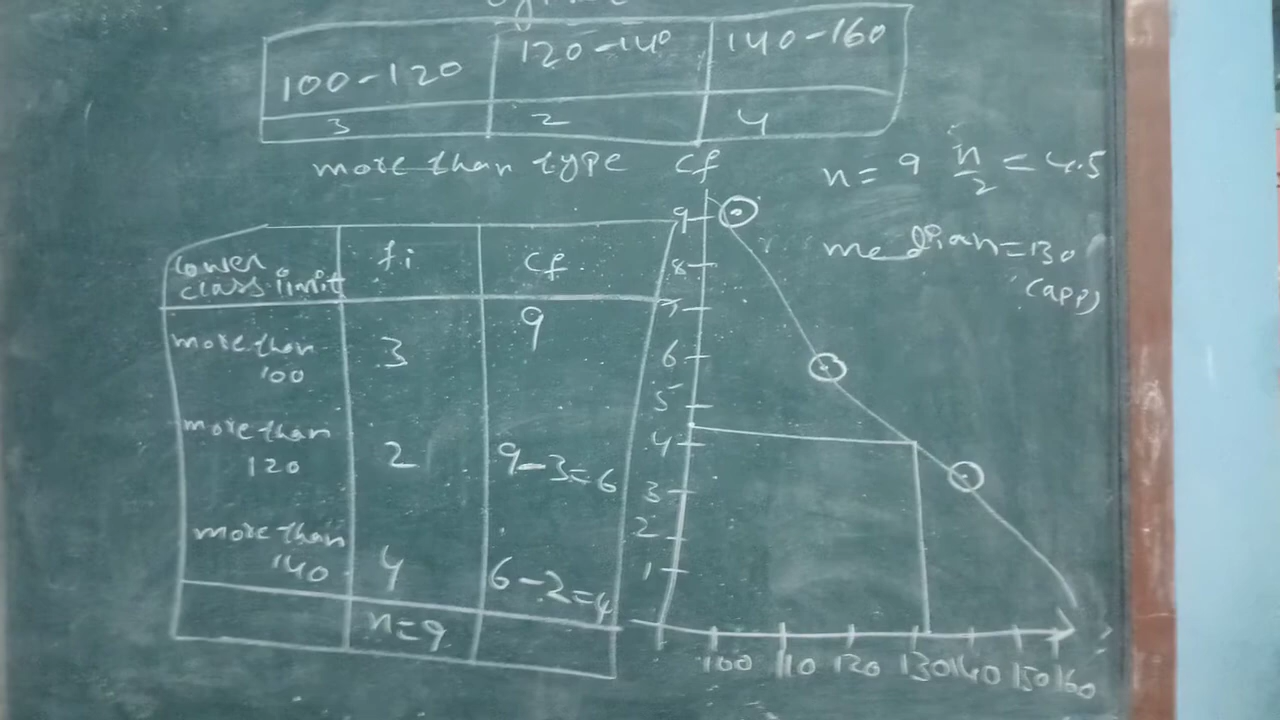 100-120 120-140 140-160
3 2 4
more than type
lower class limit fi cf
more than 100 3 9
more than 120 2 9-3=6
more than 140 4 6-2=4
n=9
cf
9
8
7
6
5
4
3
2
1
100 110 120 130 140 150 160
n=9 n/2=4.5
median=130
(app)